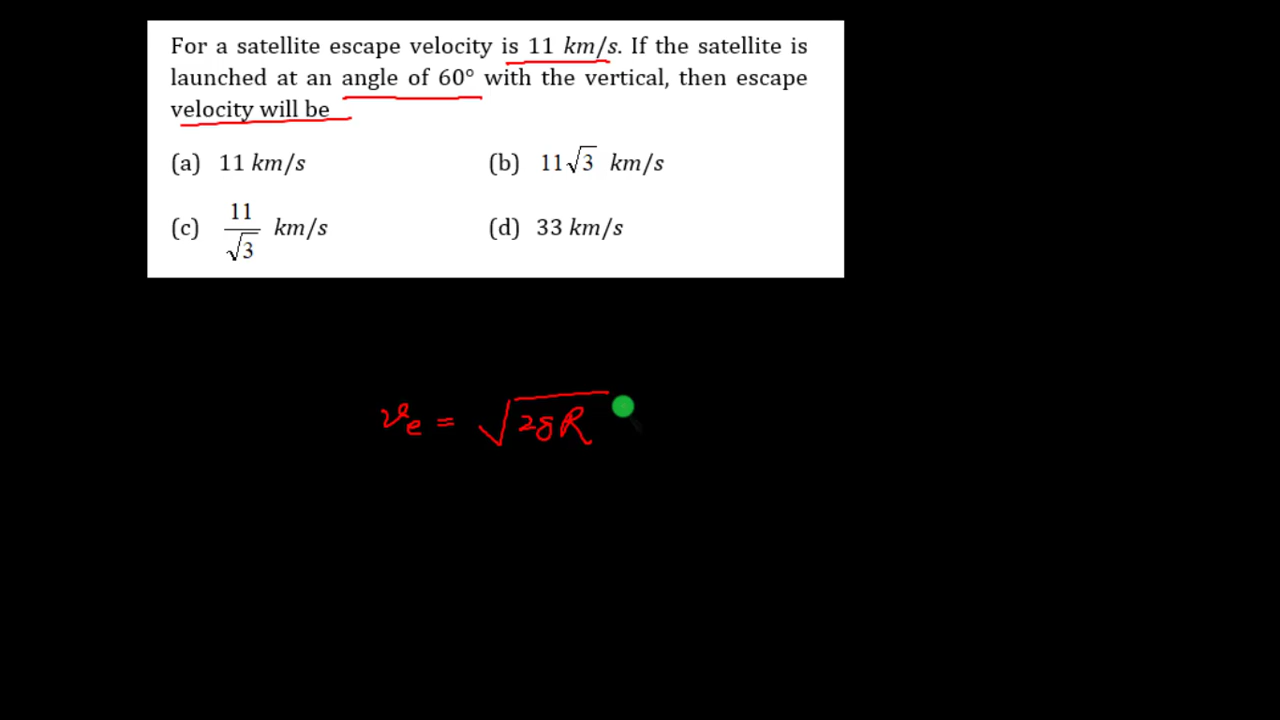 For a satellite escape velocity is 11 km/s. If the satellite is
launched at an angle of 60° with the vertical, then escape
velocity will be
(a) 11 km/s (b) 11√3 km/s
(c) 11/√3 km/s (d) 33 km/s
v_e = √2gR